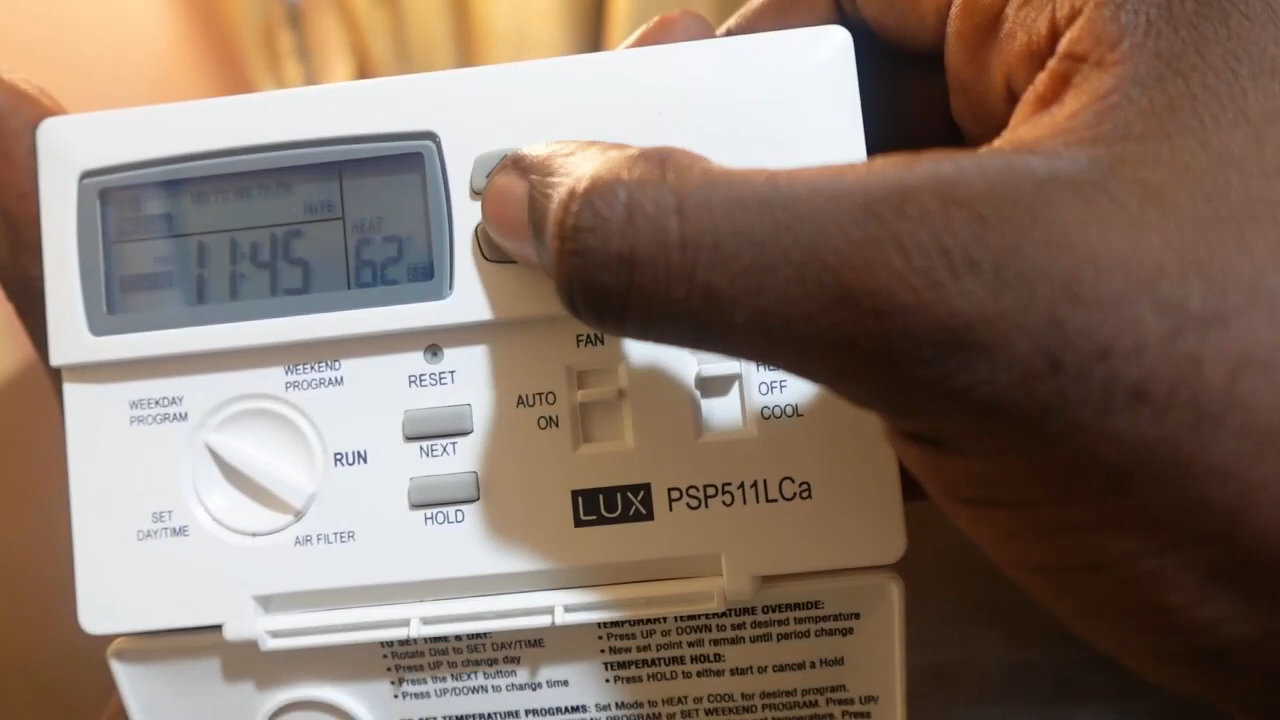 NITE
HEAT
11:45
62
WEEKEND
PROGRAM
WEEKDAY
PROGRAM
RUN
SET
DAY/TIME
AIR FILTER
RESET
NEXT
HOLD
FAN
AUTO
ON
OFF
COOL
LUX PSP511LCa
TO SET TIME & DAY:
• Rotate Dial to SET DAY/TIME
• Press UP to change day
• Press the NEXT button
• Press UP/DOWN to change time
TEMPORARY TEMPERATURE OVERRIDE:
• Press UP or DOWN to set desired temperature
• New set point will remain until period change
TEMPERATURE HOLD:
• Press HOLD to either start or cancel a Hold
SET TEMPERATURE PROGRAMS: Set Mode to HEAT or COOL for desired program.
PROGRAM or SET WEEKEND PROGRAM. Press UP/
temperature. Press